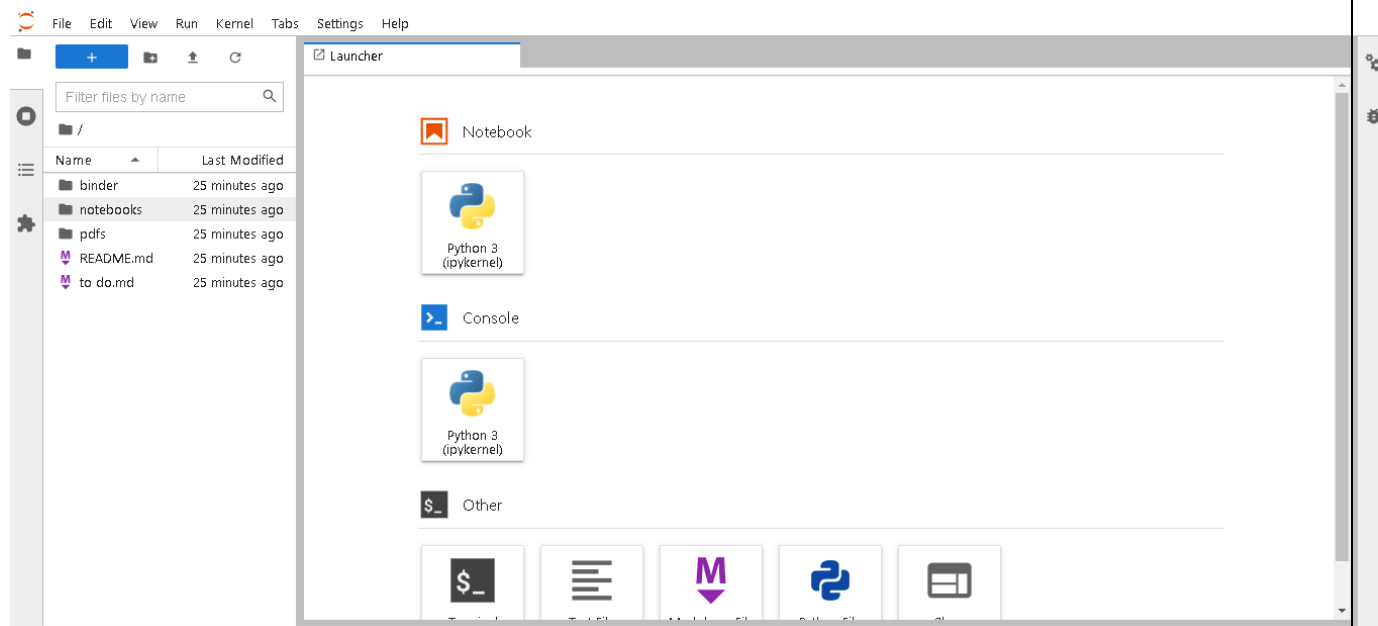 File Edit View Run Kernel Tabs Settings Help
+
Launcher
Filter files by name
/
Name Last Modified
binder 25 minutes ago
notebooks 25 minutes ago
pdfs 25 minutes ago
M README.md 25 minutes ago
M to do.md 25 minutes ago
Notebook
Python 3
(ipykernel)
>_ Console
Python 3
(ipykernel)
$_ Other
$_
M